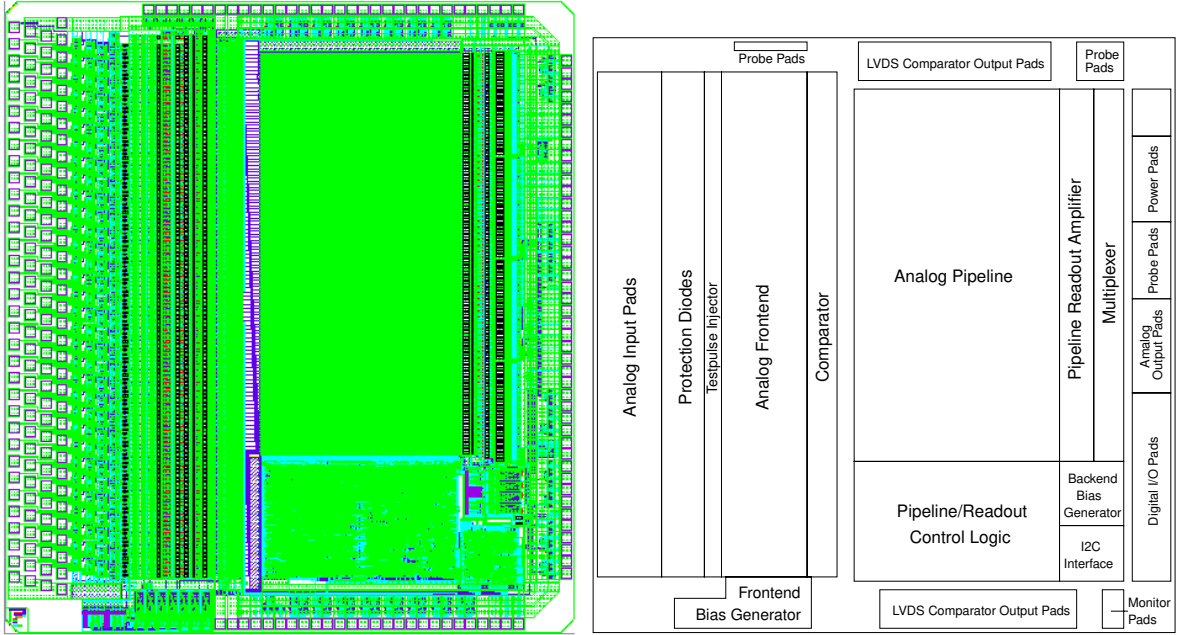 Probe Pads
LVDS Comparator Output Pads
Probe
Pads
Analog Input Pads
Protection Diodes
Testpulse Injector
Analog Frontend
Comparator
Analog Pipeline
Pipeline Readout Amplifier
Multiplexer
Power Pads
Probe Pads
Analog
Output Pads
Digital I/O Pads
Pipeline/Readout
Control Logic
Backend
Bias
Generator
I2C
Interface
Frontend
Bias Generator
LVDS Comparator Output Pads
Monitor
Pads